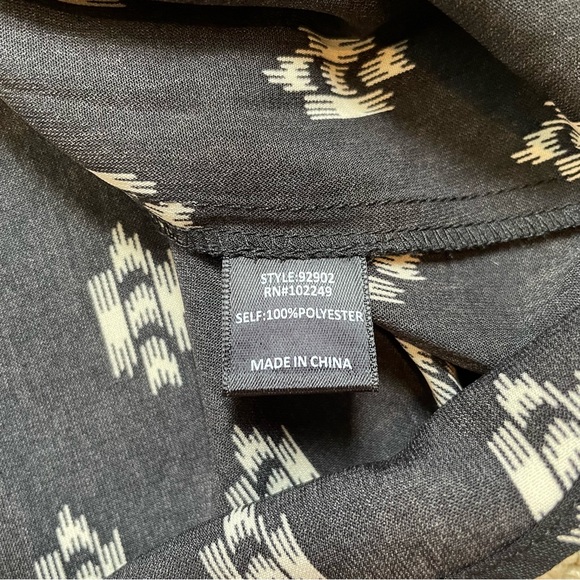 STYLE:92902
RN#102249
SELF:100%POLYESTER
MADE IN CHINA